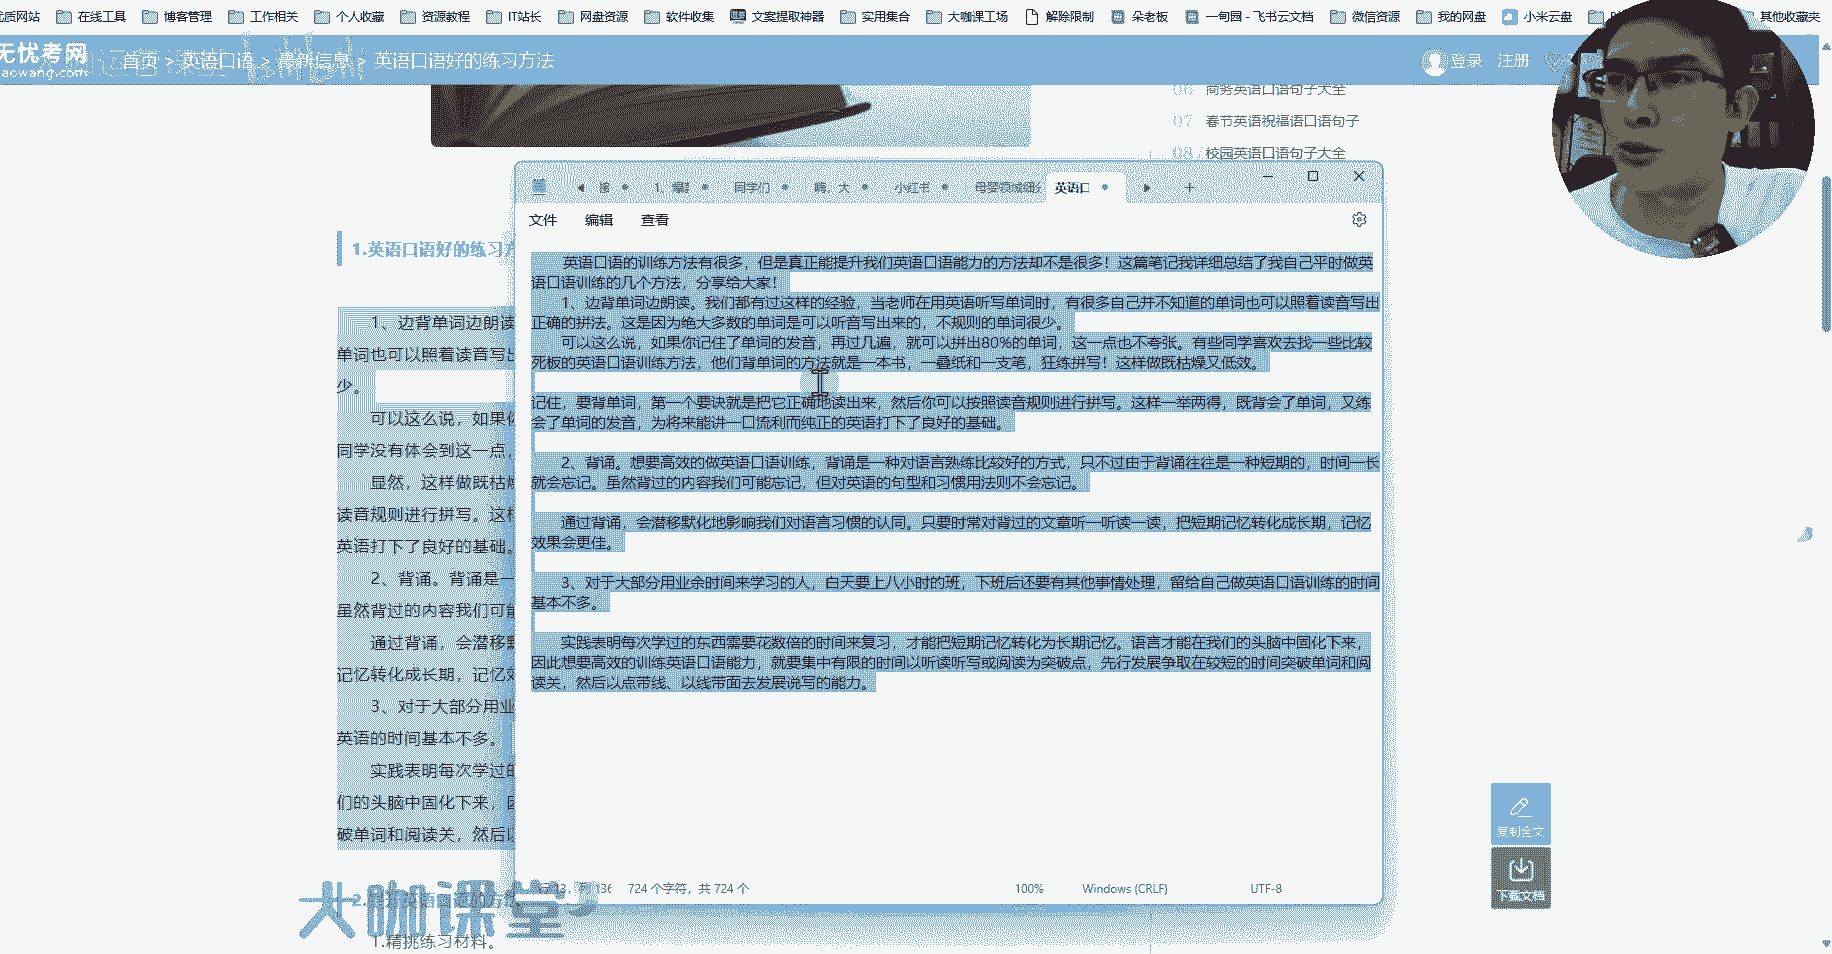 优质网站 在线工具 博客管理 工作相关 个人收藏 资源教程 IT站长 网盘资源 软件收集 文案提取神器 实用集合 大咖课工场 解除限制 朵老板 一甸园 - 飞书云文档 微信资源 我的网盘 小米云盘 其他收藏夹
无忧考网
aowang.com
首页 > 英语口语 > 最新信息 > 英语口语好的练习方法
bilibili
登录 注册
06 商务英语口语句子大全
07 春节英语祝福语口语句子
08 校园英语口语句子大全
同学们 嗨，大 小红书 母婴领域细分 英语口
文件 编辑 查看
英语口语的训练方法有很多，但是真正能提升我们英语口语能力的方法却不是很多！这篇笔记我详细总结了我自己平时做英
语口语训练的几个方法，分享给大家！
1、边背单词边朗读。我们都有过这样的经验，当老师在用英语听写单词时，有很多自己并不知道的单词也可以照着读音写出
正确的拼法。这是因为绝大多数的单词是可以听音写出来的，不规则的单词很少。
可以这么说，如果你记住了单词的发音，再过几遍，就可以拼出80%的单词，这一点也不夸张。有些同学喜欢去找一些比较
死板的英语口语训练方法，他们背单词的方法就是一本书，一叠纸和一支笔，狂练拼写！这样做既枯燥又低效。
记住，要背单词，第一个要诀就是把它正确地读出来，然后你可以按照读音规则进行拼写。这样一举两得，既背会了单词，又练
会了单词的发音，为将来能讲一口流利而纯正的英语打下了良好的基础。
2、背诵。想要高效的做英语口语训练，背诵是一种对语言熟练比较好的方式，只不过由于背诵往往是一种短期的，时间一长
就会忘记。虽然背过的内容我们可能忘记，但对英语的句型和习惯用法则不会忘记。
通过背诵，会潜移默化地影响我们对语言习惯的认同。只要时常对背过的文章听一听读一读，把短期记忆转化成长期，记忆
效果会更佳。
3、对于大部分用业余时间来学习的人，白天要上八小时的班，下班后还要有其他事情处理，留给自己做英语口语训练的时间
基本不多。
实践表明每次学过的东西需要花数倍的时间来复习，才能把短期记忆转化为长期记忆。语言才能在我们的头脑中固化下来，
因此想要高效的训练英语口语能力，就要集中有限的时间以听读听写或阅读为突破点，先行发展争取在较短的时间突破单词和阅
读关，然后以点带线、以线带面去发展说写的能力。
724 个字符，共 724 个 100% Windows (CRLF) UTF-8
1.英语口语好的练习方
1、边背单词边朗读
单词也可以照着读音写出
少。
可以这么说，如果你
同学没有体会到这一点，
显然，这样做既枯燥
读音规则进行拼写。这样
英语打下了良好的基础。
2、背诵。背诵是一
虽然背过的内容我们可能
通过背诵，会潜移默
记忆转化成长期，记忆效
3、对于大部分用业
英语的时间基本不多。
实践表明每次学过的
们的头脑中固化下来，因
破单词和阅读关，然后以
大咖课堂
1.精挑练习材料。
复制全文
下载文档